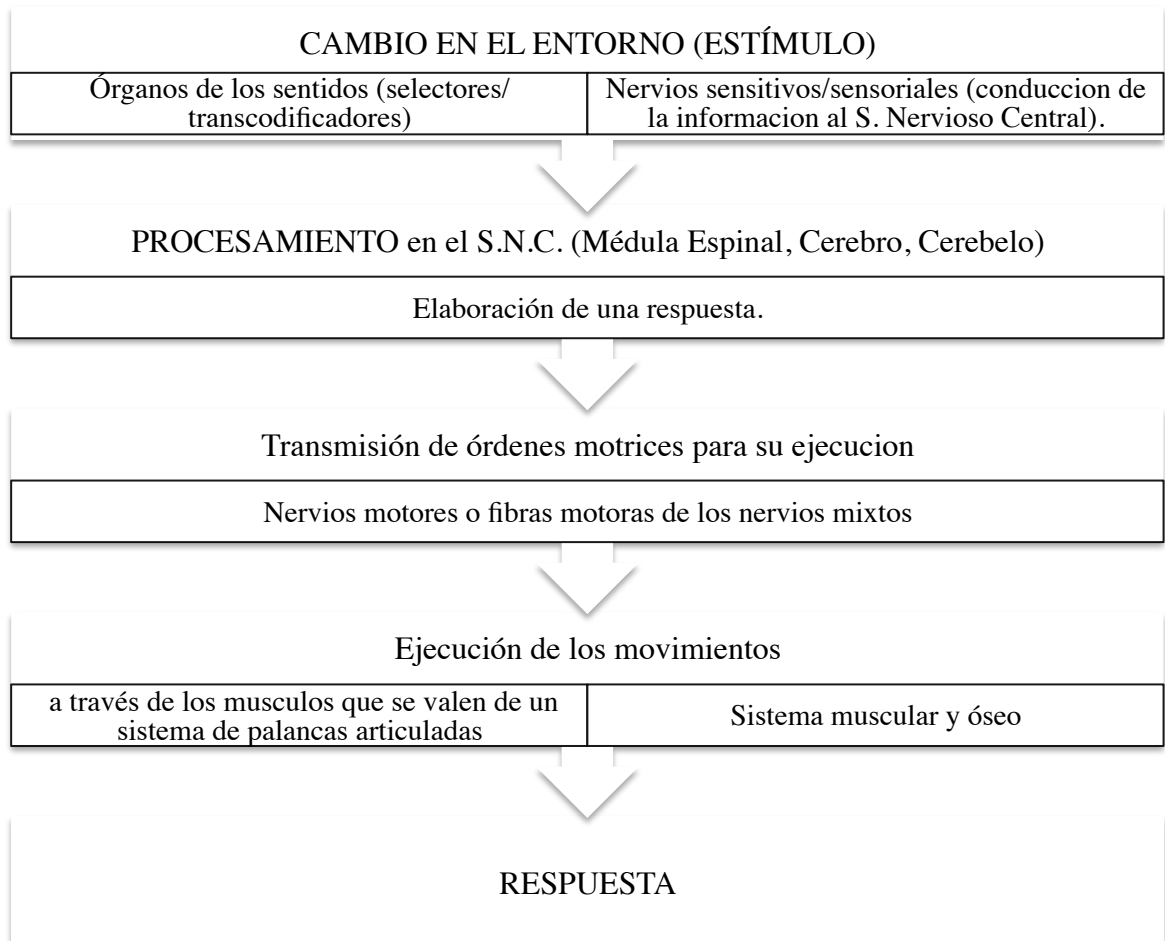 CAMBIO EN EL ENTORNO (ESTÍMULO)
Órganos de los sentidos (selectores/
transcodificadores)
Nervios sensitivos/sensoriales (conduccion de
la informacion al S. Nervioso Central).
PROCESAMIENTO en el S.N.C. (Médula Espinal, Cerebro, Cerebelo)
Elaboración de una respuesta.
Transmisión de órdenes motrices para su ejecucion
Nervios motores o fibras motoras de los nervios mixtos
Ejecución de los movimientos
a través de los musculos que se valen de un
sistema de palancas articuladas
Sistema muscular y óseo
RESPUESTA